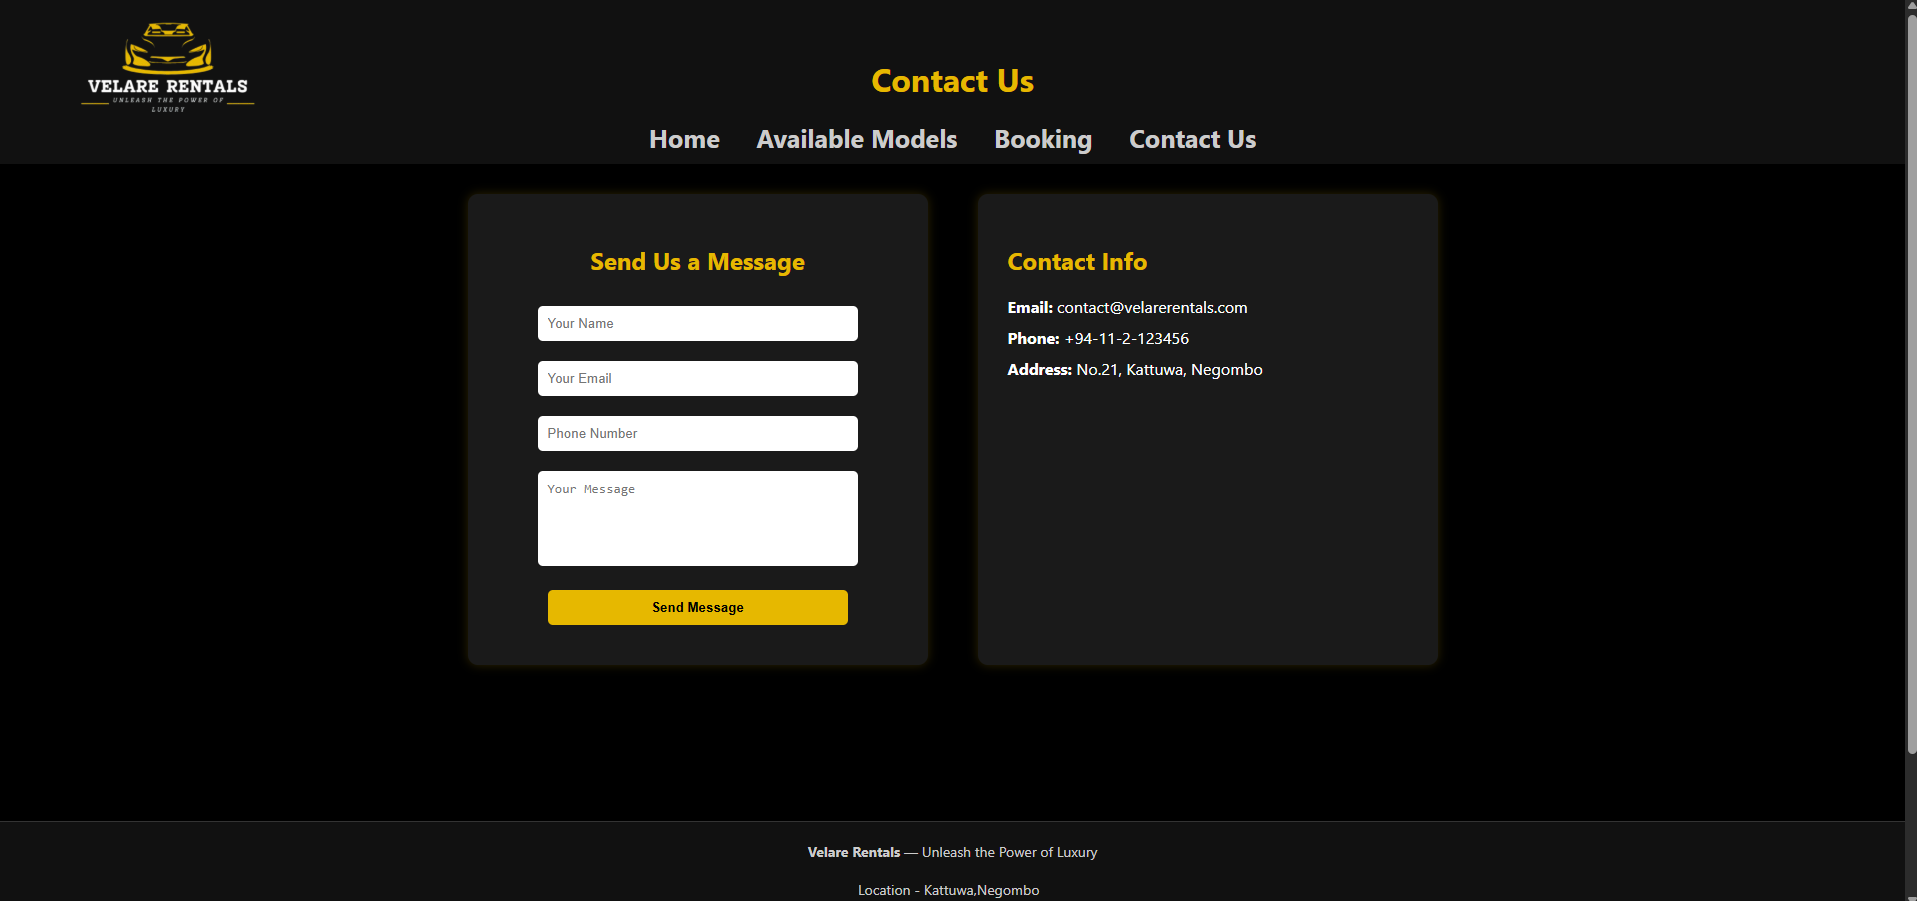 VELARE RENTALS
UNLEASH THE POWER OF
LUXURY
Contact Us
Home Available Models Booking Contact Us
Send Us a Message
Your Name
Your Email
Phone Number
Your Message
Send Message
Contact Info
Email: contact@velarerentals.com
Phone: +94-11-2-123456
Address: No.21, Kattuwa, Negombo
Velare Rentals — Unleash the Power of Luxury
Location - Kattuwa,Negombo